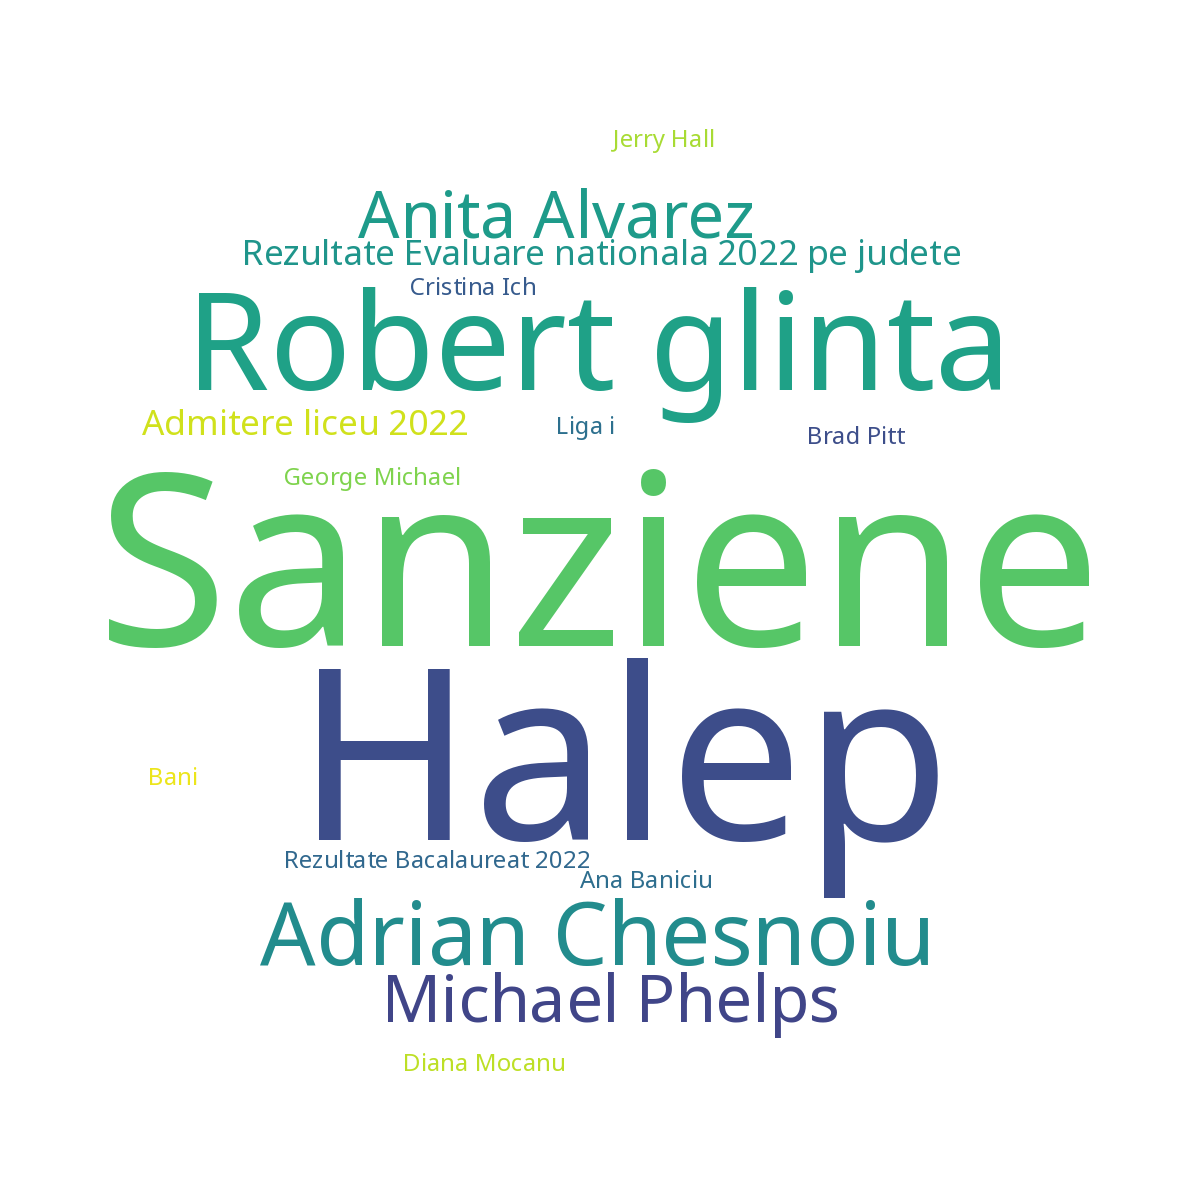 Jerry Hall
Anita Alvarez
Rezultate Evaluare nationala 2022 pe judete
Cristina Ich
Robert glinta
Admitere liceu 2022
Liga i
Brad Pitt
George Michael
Sanziene
Halep
Bani
Rezultate Bacalaureat 2022
Ana Baniciu
Adrian Chesnoiu
Michael Phelps
Diana Mocanu